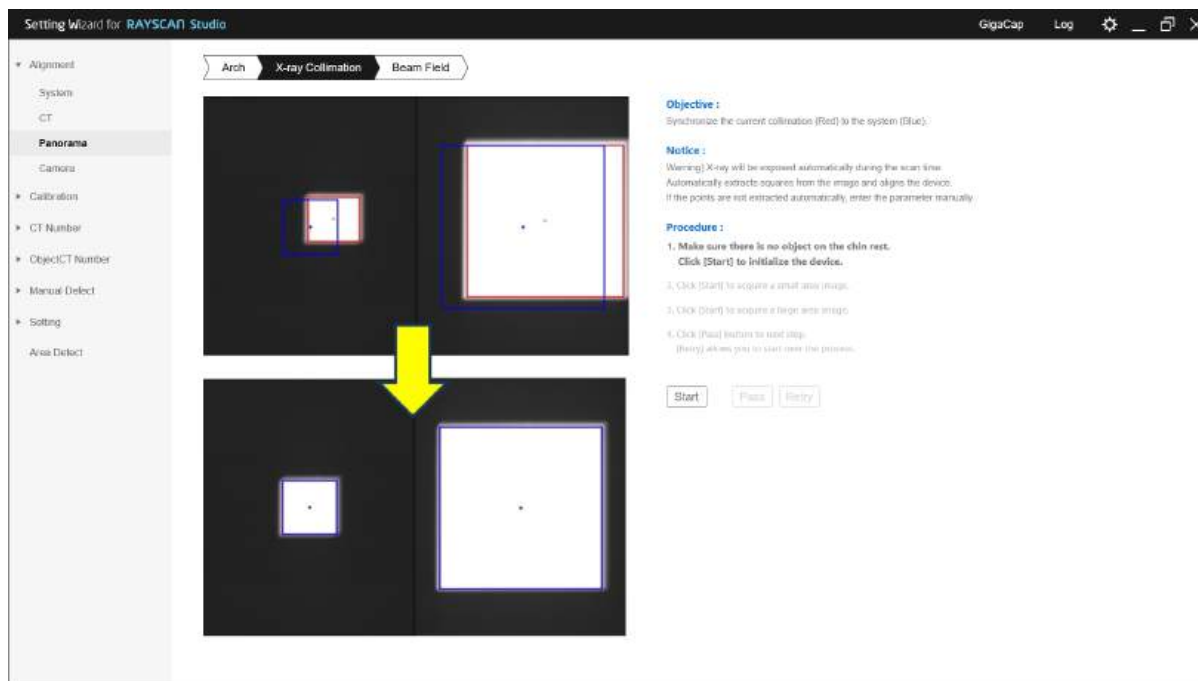 Setting Wizard for RAYSCAN Studio
GigaCap Log
Alignment
System
CT
Panorama
Camera
Calibration
CT Number
ObjectCT Number
Manual Defect
Setting
Area Detect
Arch X-ray Collimation Beam Field
Objective :
Synchronize the current collimation (Red) to the system (Blue).
Notice :
Warning) X-ray will be exposed automatically during the scan time
Automatically extracts squares from the image and aligns the device.
If the points are not extracted automatically, enter the parameter manually
Procedure :
1. Make sure there is no object on the chin rest.
Click [Start] to initialize the device.
2. Click [Start] to acquire a small area image.
3. Click [Start] to acquire a large area image.
4. Click [Pass] button to next step.
[Retry] allows you to start over the process.
Start Pass Retry